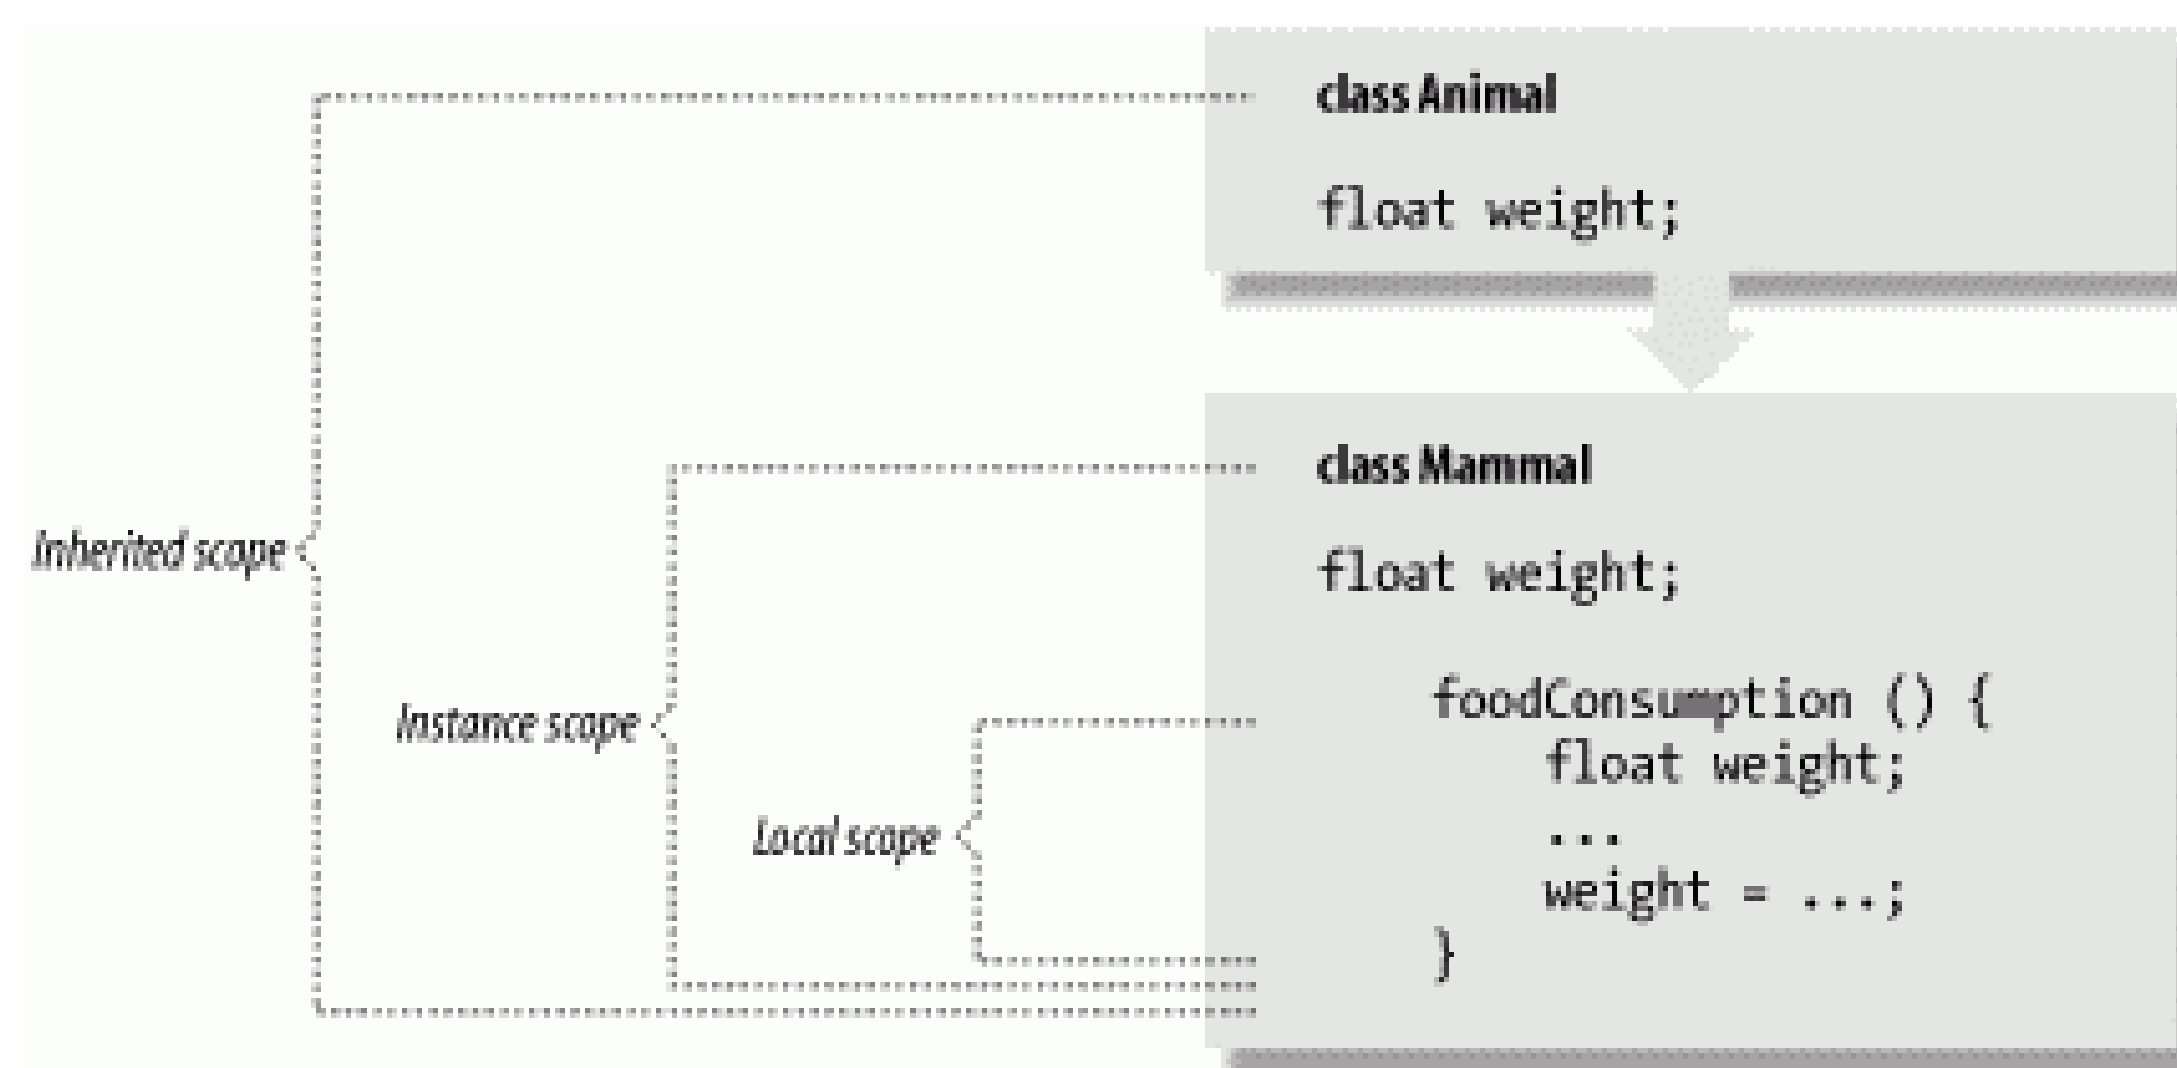 class Animal
float weight;
class Mammal
float weight;
Inherited scope
foodConsumption () {
Instance scope
float weight;
Local scope
...
weight = ...;
}